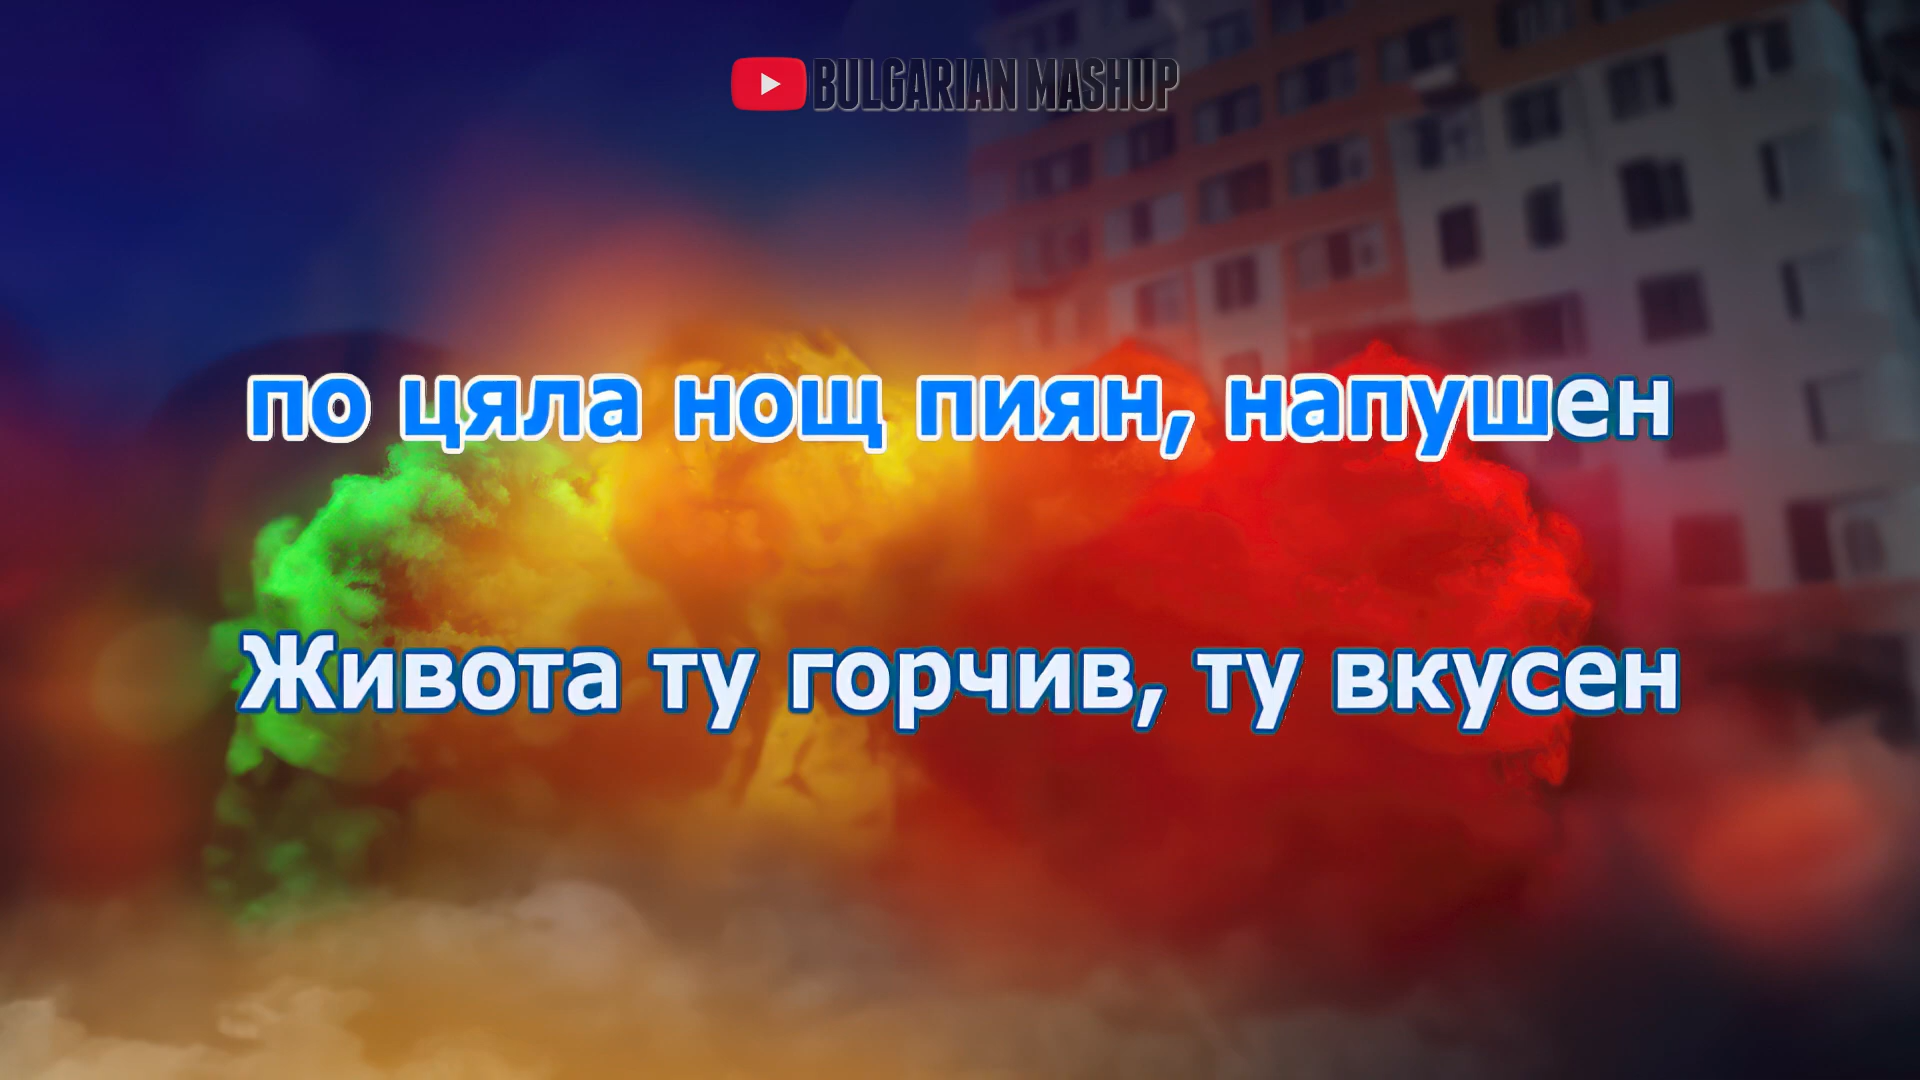 BULGARIAN MASHUP
по цяла нощ пиян, напушен
Живота ту горчив, ту вкусен